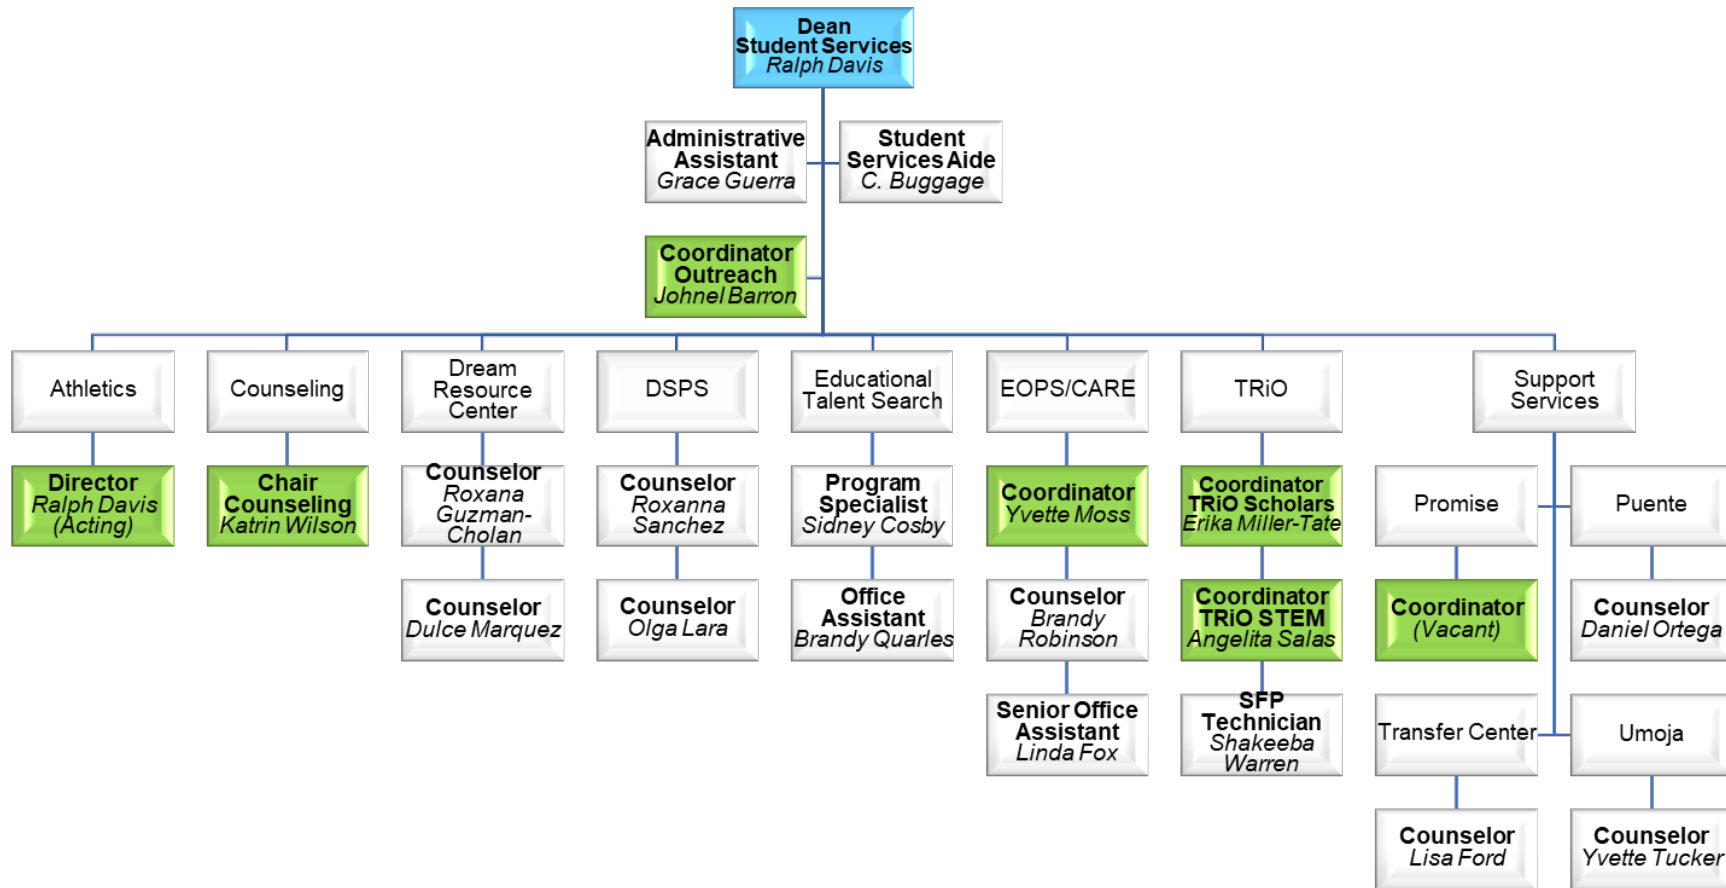 Dean
Student Services
Ralph Davis
Administrative
Assistant
Grace Guerra
Student
Services Aide
C. Buggage
Coordinator
Outreach
Johnel Barron
Athletics
Counseling
Dream
Resource
Center
DSPS
Educational
Talent Search
EOPS/CARE
TRiO
Support
Services
Director
Ralph Davis
(Acting)
Chair
Counseling
Katrin Wilson
Counselor
Roxana
Guzman-
Cholan
Counselor
Roxanna
Sanchez
Program
Specialist
Sidney Cosby
Coordinator
Yvette Moss
Coordinator
TRiO Scholars
Erika Miller-Tate
Promise
Puente
Counselor
Dulce Marquez
Counselor
Olga Lara
Office
Assistant
Brandy Quarles
Counselor
Brandy
Robinson
Coordinator
TRiO STEM
Angelita Salas
Coordinator
(Vacant)
Counselor
Daniel Ortega
Senior Office
Assistant
Linda Fox
SFP
Technician
Shakeeba
Warren
Transfer Center
Umoja
Counselor
Lisa Ford
Counselor
Yvette Tucker